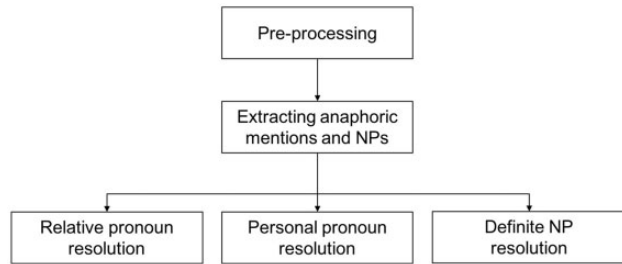 Pre-processing
Extracting anaphoric
mentions and NPs
Relative pronoun
resolution
Personal pronoun
resolution
Definite NP
resolution